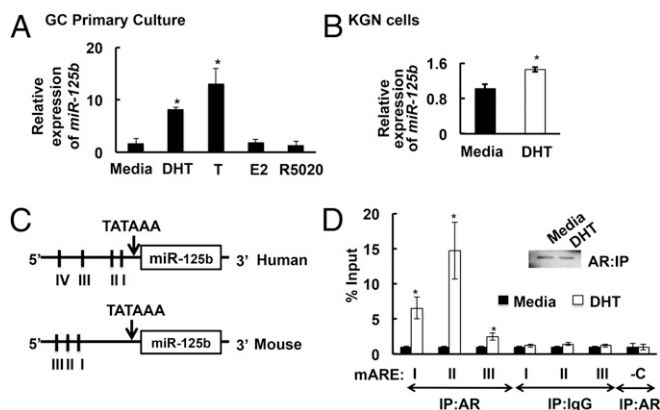 A GC Primary Culture
Relative expression of miR-125b
20
10
0
* *
Media DHT T E2 R5020
B KGN cells
Relative expression of miR-125b
1.6
0.8
0
*
Media DHT
C
TATAAA
5' miR-125b 3' Human
IV III II I
TATAAA
5' miR-125b 3' Mouse
III II I
D
% Input
20
15
10
5
0
* * *
Media DHT
AR:IP
Media DHT
mARE: I II III I II III -C
IP:AR IP:IgG IP:AR